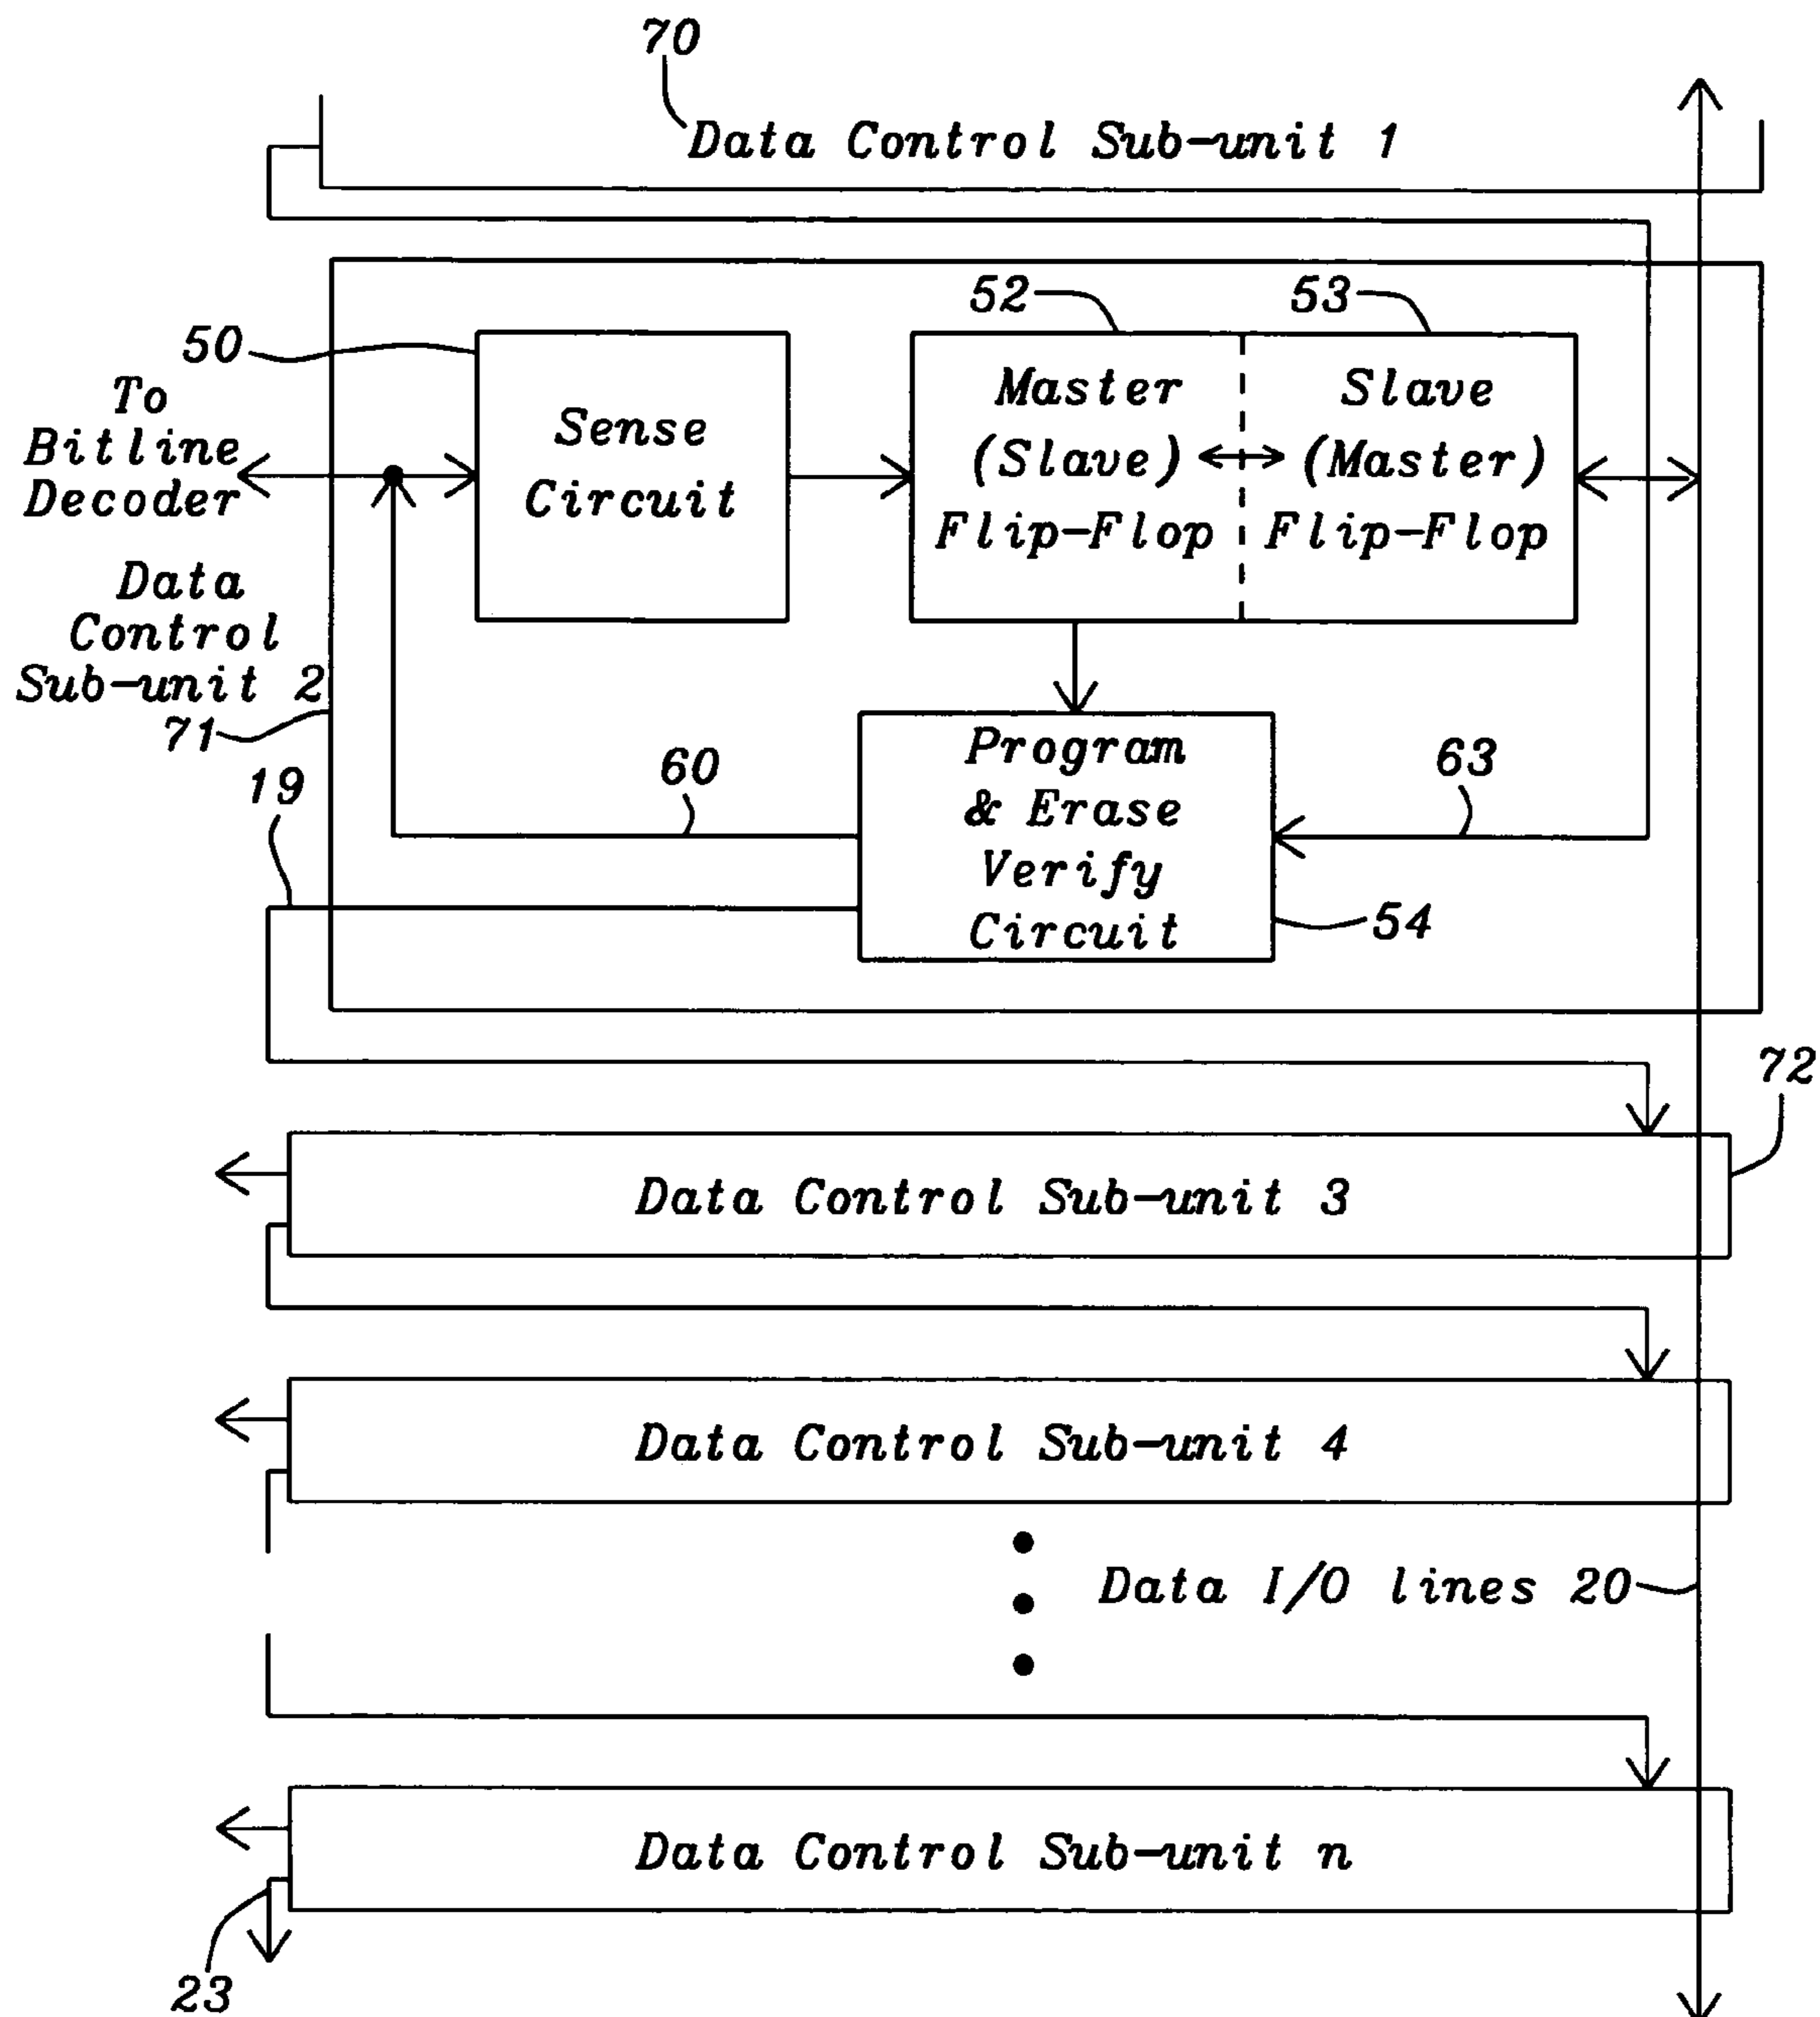 70
Data Control Sub-unit 1
52
53
50
To
Bitline
Decoder
Sense
Circuit
Master
(Slave)
Flip-Flop
Slave
(Master)
Flip-Flop
Data
Control
Sub-unit 2
71
19
60
Program
& Erase
Verify
Circuit
63
54
72
Data Control Sub-unit 3
Data Control Sub-unit 4
Data I/O lines 20
Data Control Sub-unit n
23